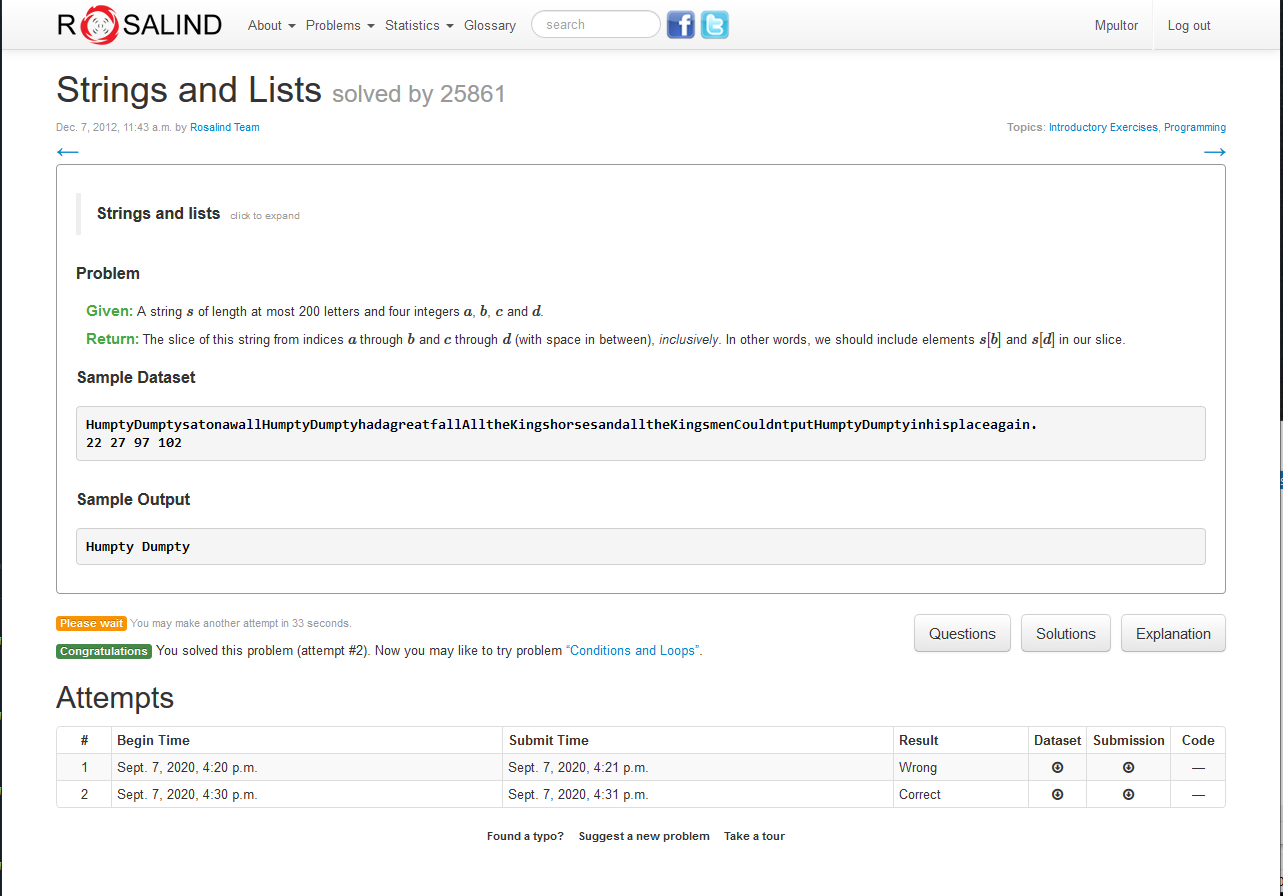 ROSALIND About Problems Statistics Glossary search Mpultor Log out
Strings and Lists solved by 25861
Dec. 7, 2012, 11:43 a.m. by Rosalind Team Topics: Introductory Exercises, Programming
← →
Strings and lists click to expand
Problem
Given: A string s of length at most 200 letters and four integers a, b, c and d.
Return: The slice of this string from indices a through b and c through d (with space in between), inclusively. In other words, we should include elements s[b] and s[d] in our slice.
Sample Dataset
HumptyDumptysatonawallHumptyDumptyhadagreatfallAlltheKingshorsesandalltheKingsmenCouldntputHumptyDumptyinhisplaceagain.
22 27 97 102
Sample Output
Humpty Dumpty
Please wait You may make another attempt in 33 seconds.
Questions Solutions Explanation
Congratulations You solved this problem (attempt #2). Now you may like to try problem “Conditions and Loops”.
Attempts
# Begin Time Submit Time Result Dataset Submission Code
1 Sept. 7, 2020, 4:20 p.m. Sept. 7, 2020, 4:21 p.m. Wrong —
2 Sept. 7, 2020, 4:30 p.m. Sept. 7, 2020, 4:31 p.m. Correct —
Found a typo? Suggest a new problem Take a tour